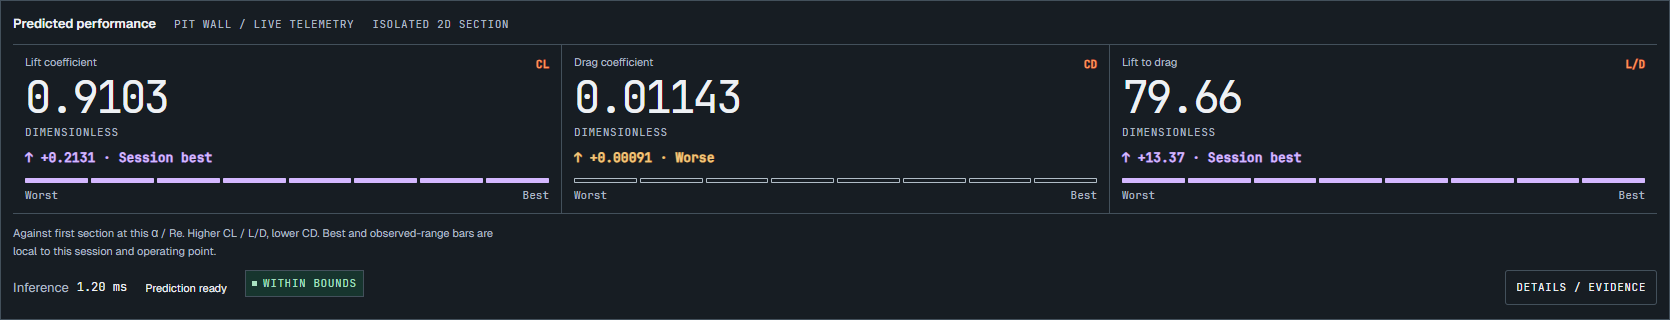 Predicted performance PIT WALL / LIVE TELEMETRY ISOLATED 2D SECTION
Lift coefficient CL
0.9103
DIMENSIONLESS
↑ +0.2131 · Session best
Worst Best
Drag coefficient CD
0.01143
DIMENSIONLESS
↑ +0.00091 · Worse
Worst Best
Lift to drag L/D
79.66
DIMENSIONLESS
↑ +13.37 · Session best
Worst Best
Against first section at this α / Re. Higher CL / L/D, lower CD. Best and observed-range bars are
local to this session and operating point.
Inference 1.20 ms Prediction ready WITHIN BOUNDS
DETAILS / EVIDENCE